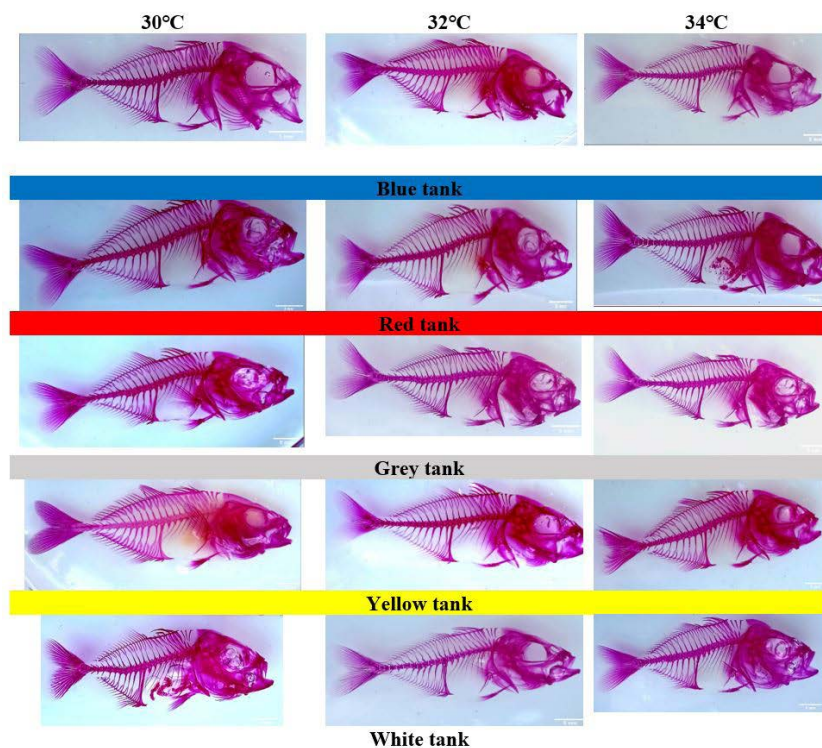 30°C 32°C 34°C
Blue tank
Red tank
Grey tank
Yellow tank
White tank